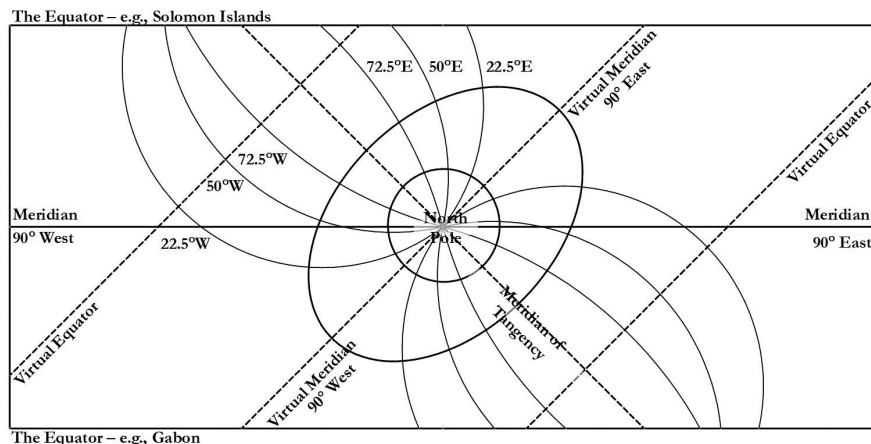 The Equator – e.g., Solomon Islands
72.5°E
50°E
22.5°E
Virtual Meridian
90° East
Virtual Equator
72.5°W
50°W
Meridian
90° West
22.5°W
North
Pole
Meridian
90° East
Meridian of
Tangency
Virtual Equator
Virtual Meridian
90° West
The Equator – e.g., Gabon